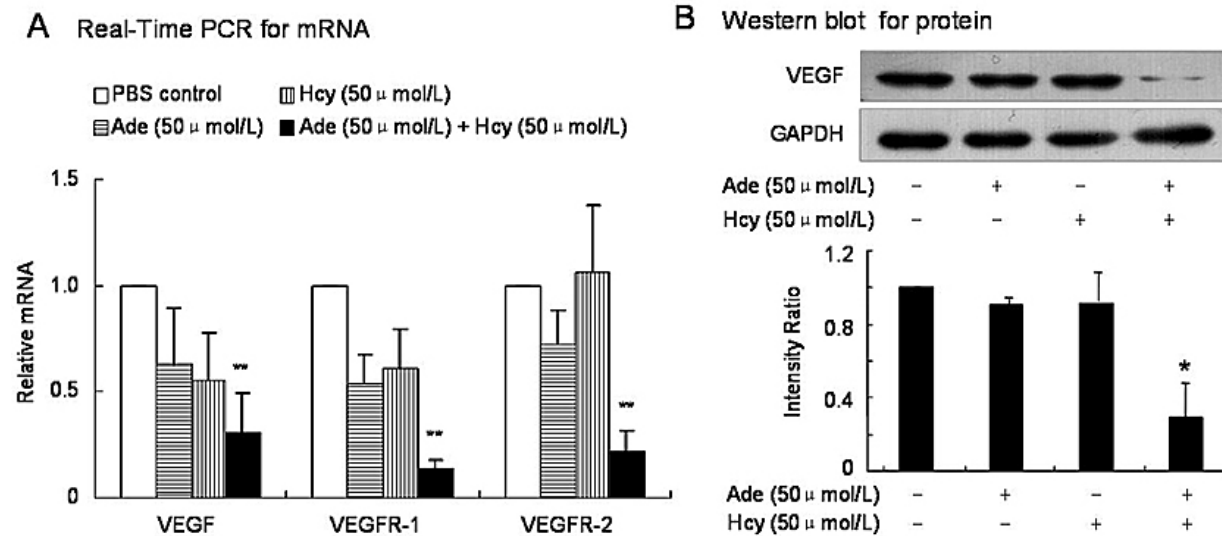 A Real-Time PCR for mRNA
PBS control Hcy (50 μ mol/L)
Ade (50 μ mol/L) Ade (50 μ mol/L) + Hcy (50 μ mol/L)
Relative mRNA
1.5
1.0
0.5
0
** ** **
VEGF VEGFR-1 VEGFR-2
B Western blot for protein
VEGF
GAPDH
Ade (50 μ mol/L) - + - +
Hcy (50 μ mol/L) - - + +
Intensity Ratio
1.2
0.8
0.4
0
*
Ade (50 μ mol/L) - + - +
Hcy (50 μ mol/L) - - + +